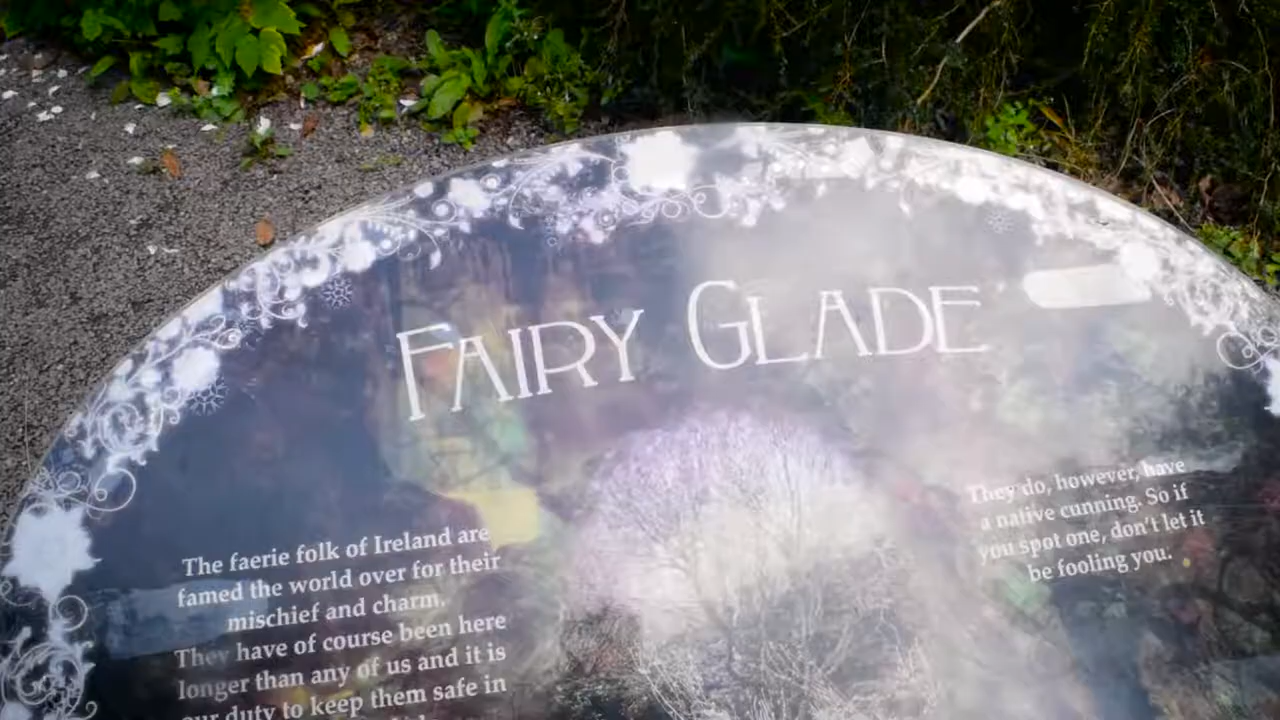 FAIRY GLADE
The faerie folk of Ireland are
famed the world over for their
mischief and charm.
They have of course been here
longer than any of us and it is
our duty to keep them safe in
They do, however, have
a native cunning. So if
you spot one, don't let it
be fooling you.